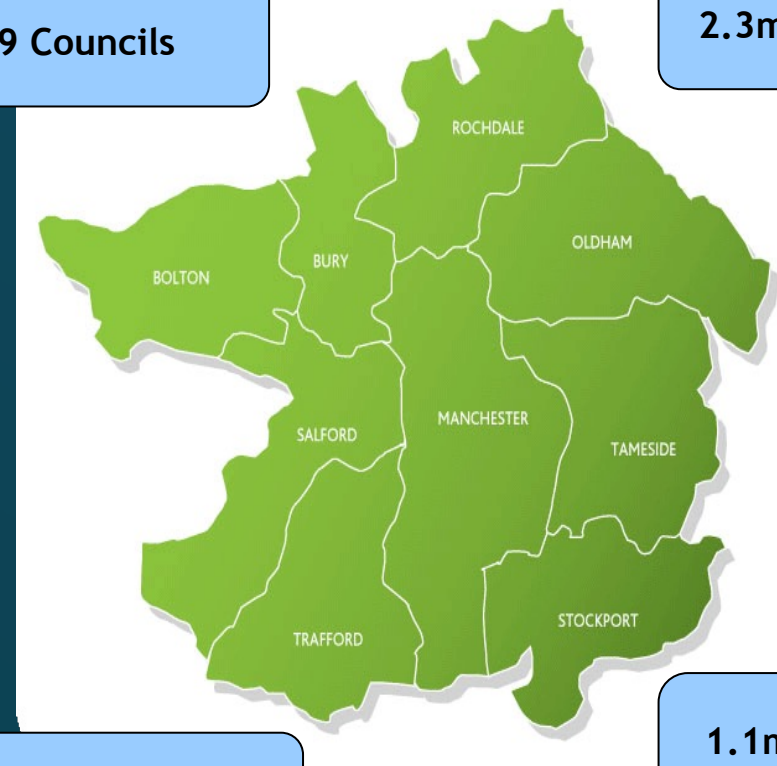 9 Councils
2.3m
ROCHDALE
OLDHAM
BURY
BOLTON
MANCHESTER
SALFORD
TAMESIDE
STOCKPORT
TRAFFORD
1.1m